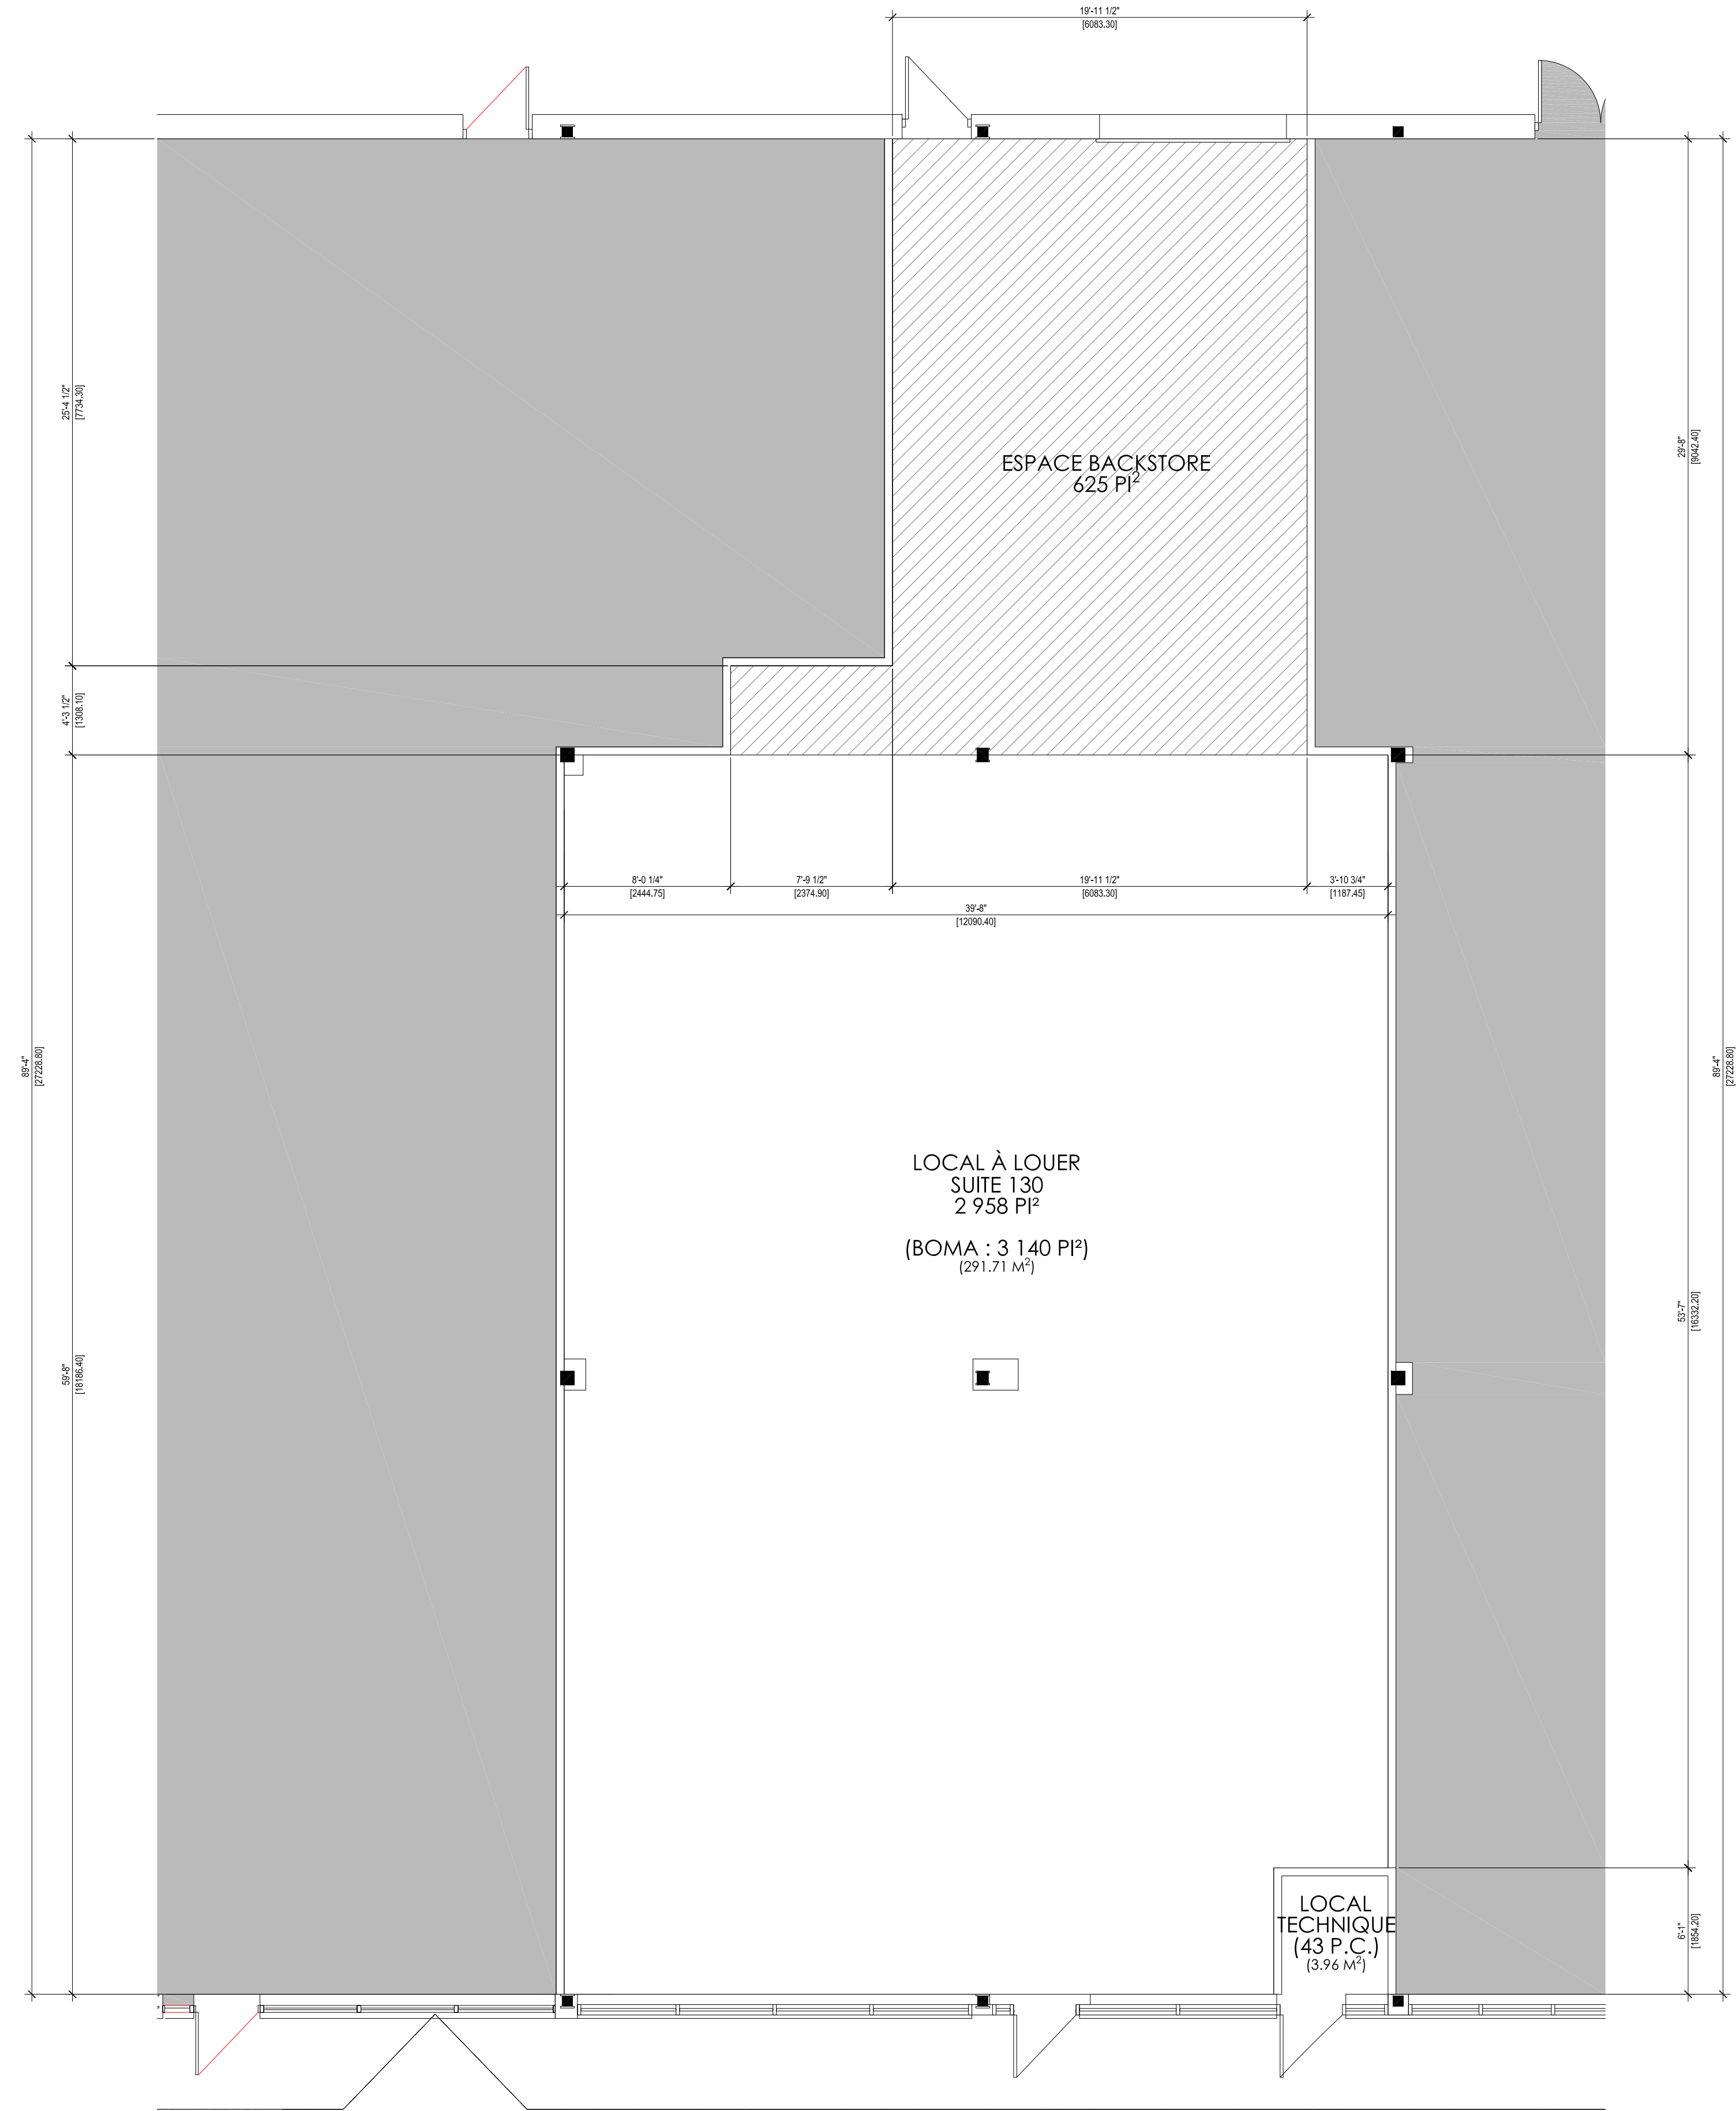 19'-11 1/2"
[6083.30]
25'-4 1/2"
[7734.30]
29'-8"
[9042.40]
ESPACE BACKSTORE
625 PI²
4'-3 1/2"
[1308.10]
8'-0 1/4"
[2444.75]
7'-9 1/2"
[2374.90]
19'-11 1/2"
[6083.30]
3'-10 3/4"
[1187.45]
39'-8"
[12090.40]
89'-4"
[27228.80]
89'-4"
[27228.80]
LOCAL À LOUER
SUITE 130
2 958 PI²
(BOMA : 3 140 PI²)
(291.71 M²)
59'-8"
[18186.40]
53'-7"
[16332.20]
LOCAL
TECHNIQUE
(43 P.C.)
(3.96 M²)
6'-1"
[1854.20]